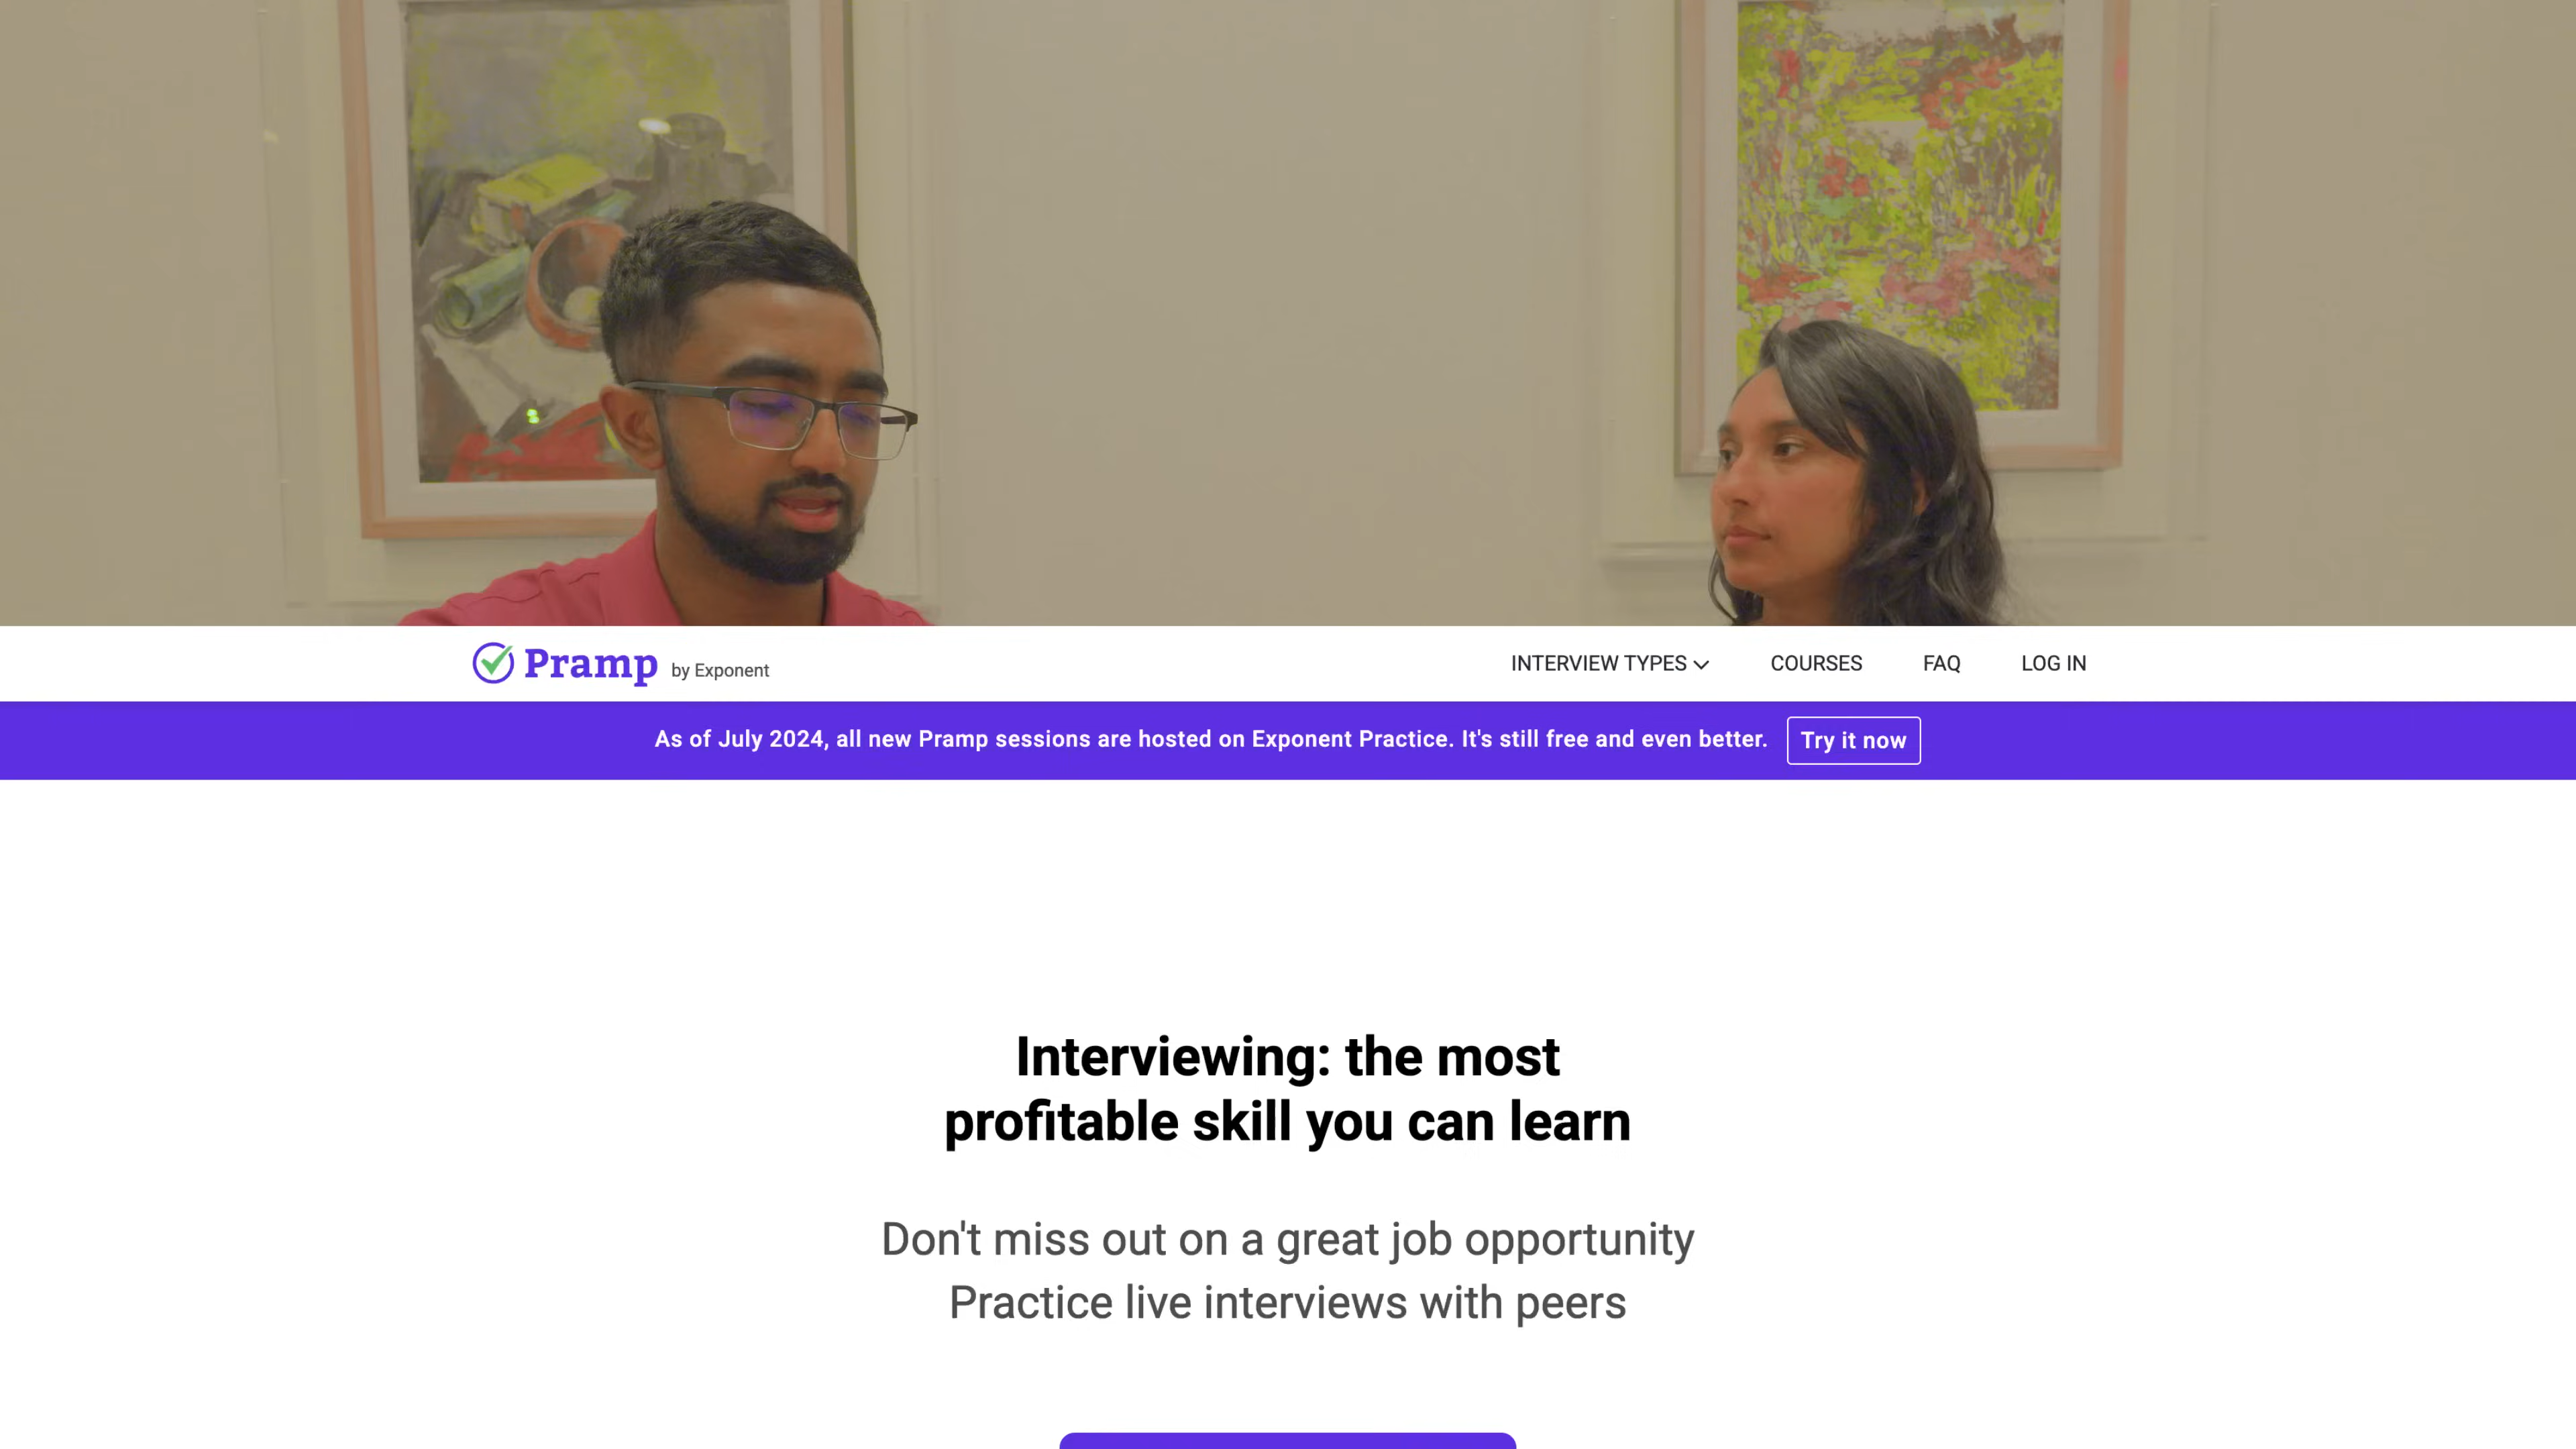 Pramp by Exponent
INTERVIEW TYPES COURSES FAQ LOG IN
As of July 2024, all new Pramp sessions are hosted on Exponent Practice. It's still free and even better. Try it now
Interviewing: the most
profitable skill you can learn
Don't miss out on a great job opportunity
Practice live interviews with peers